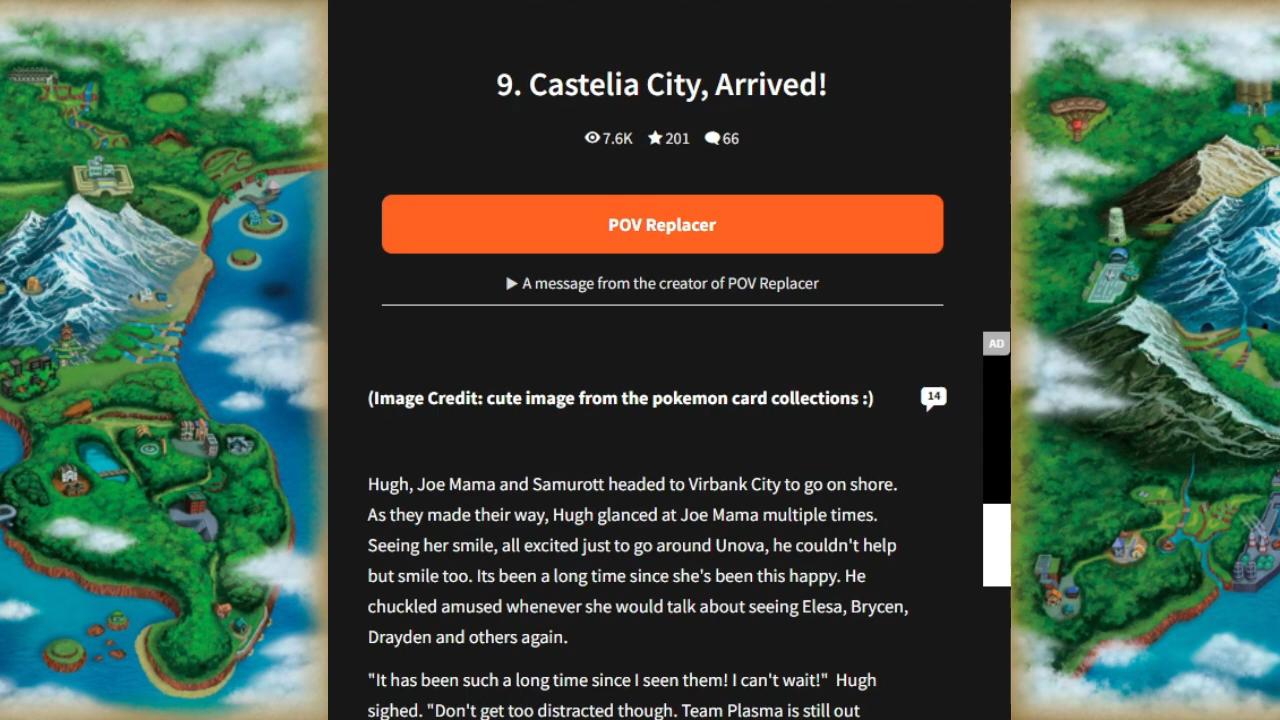 9. Castelia City, Arrived!
7.6K 201 66
POV Replacer
▶ A message from the creator of POV Replacer
AD
(Image Credit: cute image from the pokemon card collections :)
14
Hugh, Joe Mama and Samurott headed to Virbank City to go on shore.
As they made their way, Hugh glanced at Joe Mama multiple times.
Seeing her smile, all excited just to go around Unova, he couldn't help
but smile too. Its been a long time since she's been this happy. He
chuckled amused whenever she would talk about seeing Elesa, Brycen,
Drayden and others again.
"It has been such a long time since I seen them! I can't wait!"  Hugh
sighed. "Don't get too distracted though. Team Plasma is still out